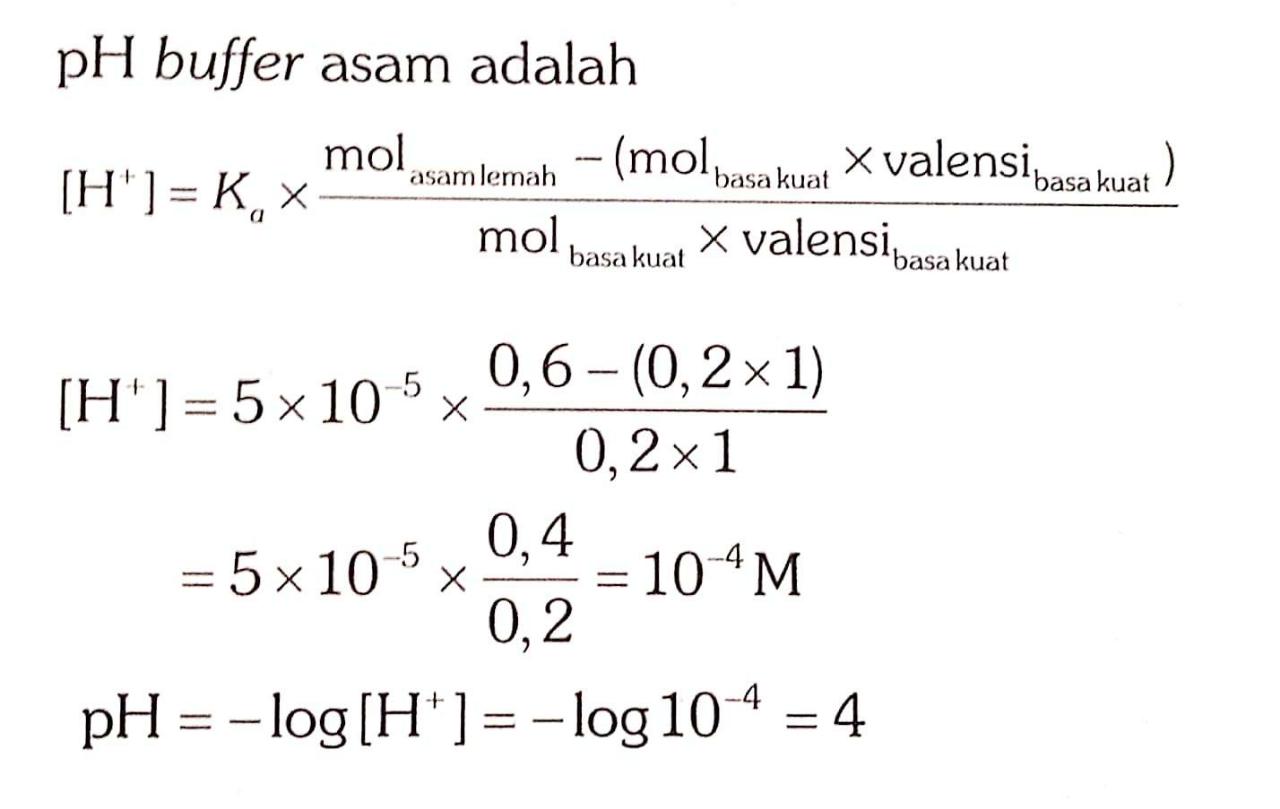 pH buffer asam adalah
[H⁺] = Kₐ × (mol asam lemah − (mol basa kuat × valensi basa kuat)) / (mol basa kuat × valensi basa kuat)
[H⁺] = 5 × 10⁻⁵ × (0,6 − (0,2 × 1)) / (0,2 × 1)
= 5 × 10⁻⁵ × 0,4 / 0,2 = 10⁻⁴ M
pH = −log [H⁺] = −log 10⁻⁴ = 4